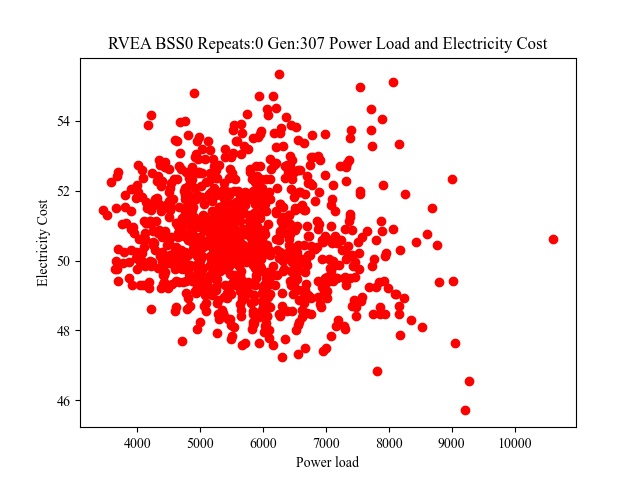 RVEA BSS0 Repeats:0 Gen:307 Power Load and Electricity Cost
Electricity Cost
54
52
50
48
46
4000 5000 6000 7000 8000 9000 10000
Power load